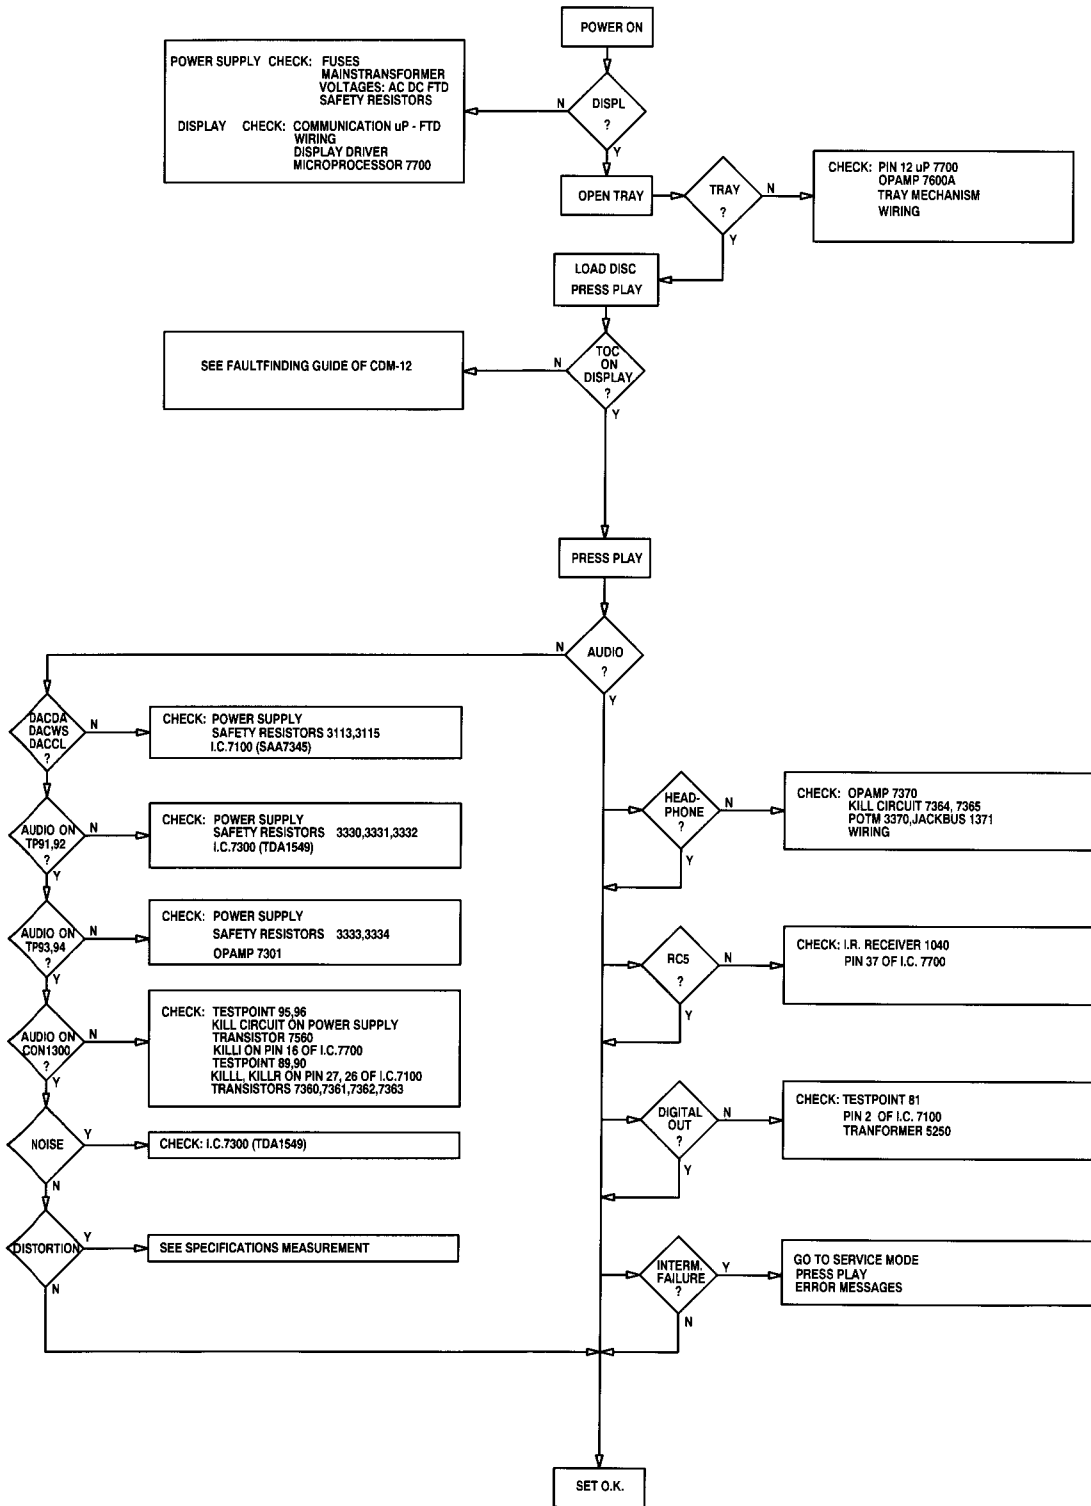 POWER ON
POWER SUPPLY CHECK: FUSES
MAINSTRANSFORMER
VOLTAGES: AC DC FTD
SAFETY RESISTORS
DISPLAY CHECK: COMMUNICATION uP - FTD
WIRING
DISPLAY DRIVER
MICROPROCESSOR 7700
N
DISPL
?
Y
OPEN TRAY
TRAY
?
N
Y
CHECK: PIN 12 uP 7700
OPAMP 7600A
TRAY MECHANISM
WIRING
LOAD DISC
PRESS PLAY
SEE FAULTFINDING GUIDE OF CDM-12
N
TOC
ON
DISPLAY
?
Y
PRESS PLAY
N
AUDIO
?
Y
DACDA
DACWS
DACCL
?
N
CHECK: POWER SUPPLY
SAFETY RESISTORS 3113,3115
I.C.7100 (SAA7345)
AUDIO ON
TP91,92
?
N
Y
CHECK: POWER SUPPLY
SAFETY RESISTORS 3330,3331,3332
I.C.7300 (TDA1549)
AUDIO ON
TP93,94
?
N
Y
CHECK: POWER SUPPLY
SAFETY RESISTORS 3333,3334
OPAMP 7301
AUDIO ON
CON1300
?
N
Y
CHECK: TESTPOINT 95,96
KILL CIRCUIT ON POWER SUPPLY
TRANSISTOR 7560
KILLI ON PIN 16 OF I.C.7700
TESTPOINT 89,90
KILLL, KILLR ON PIN 27, 26 OF I.C.7100
TRANSISTORS 7360,7361,7362,7363
NOISE
Y
N
CHECK: I.C.7300 (TDA1549)
DISTORTION
Y
N
SEE SPECIFICATIONS MEASUREMENT
HEAD-
PHONE
?
N
Y
CHECK: OPAMP 7370
KILL CIRCUIT 7364, 7365
POTM 3370,JACKBUS 1371
WIRING
RC5
?
N
Y
CHECK: I.R. RECEIVER 1040
PIN 37 OF I.C. 7700
DIGITAL
OUT
?
N
Y
CHECK: TESTPOINT 81
PIN 2 OF I.C. 7100
TRANFORMER 5250
INTERM.
FAILURE
?
Y
N
GO TO SERVICE MODE
PRESS PLAY
ERROR MESSAGES
SET O.K.